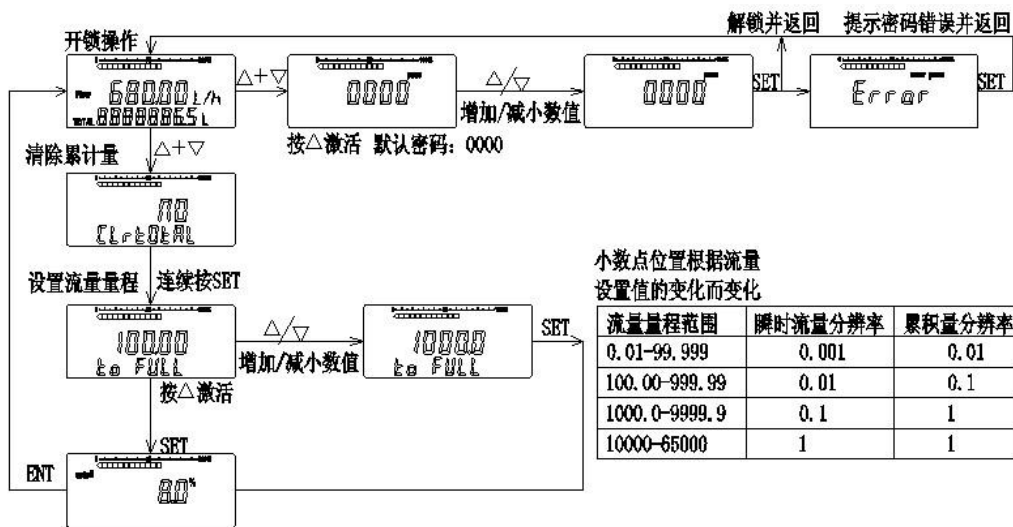 解锁并返回 提示密码错误并返回
开锁操作
680.00 L/h
TOTAL 8888886.5 L
△+▽
0000
按△激活 默认密码：0000
△/▽
增加/减小数值
0000
SET
Error
SET
清除累计量
△+▽
NO
CLrtOtAL
设置流量量程
连续按SET
100.00
to FULL
按△激活
△/▽
增加/减小数值
1000.0
to FULL
SET
SET
ENT
8.0%
小数点位置根据流量
设置值的变化而变化
流量量程范围 瞬时流量分辨率 累积量分辨率
0.01-99.999 0.001 0.01
100.00-999.99 0.01 0.1
1000.0-9999.9 0.1 1
10000-65000 1 1